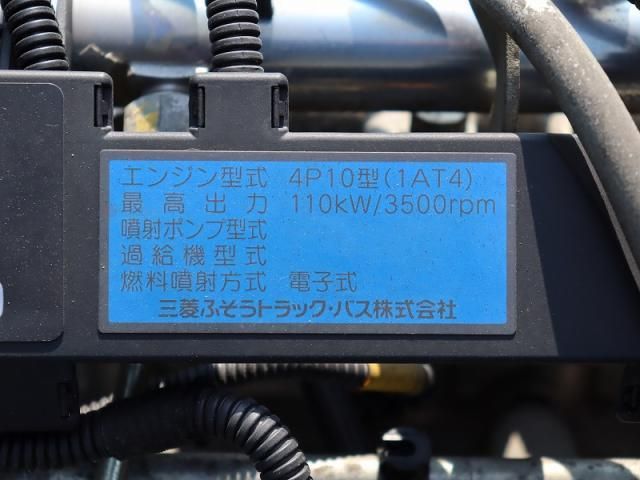 エンジン型式 4P10型(1AT4)
最高出力 110kW/3500rpm
噴射ポンプ型式
過給機型式
燃料噴射方式 電子式
三菱ふそうトラック・バス株式会社